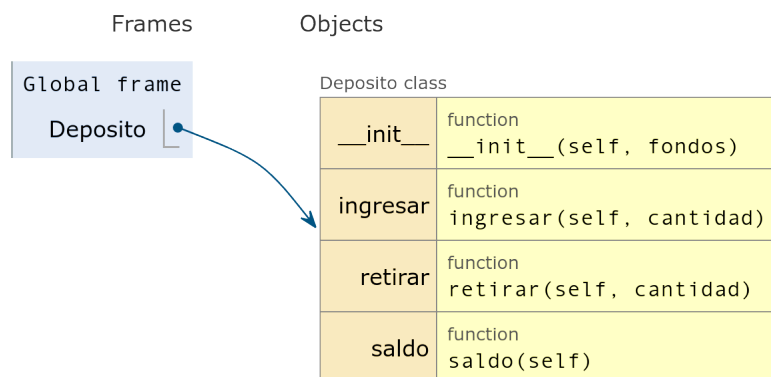 Frames
Objects
Global frame
Deposito
Deposito class
__init__
function
__init__(self, fondos)
ingresar
function
ingresar(self, cantidad)
retirar
function
retirar(self, cantidad)
saldo
function
saldo(self)